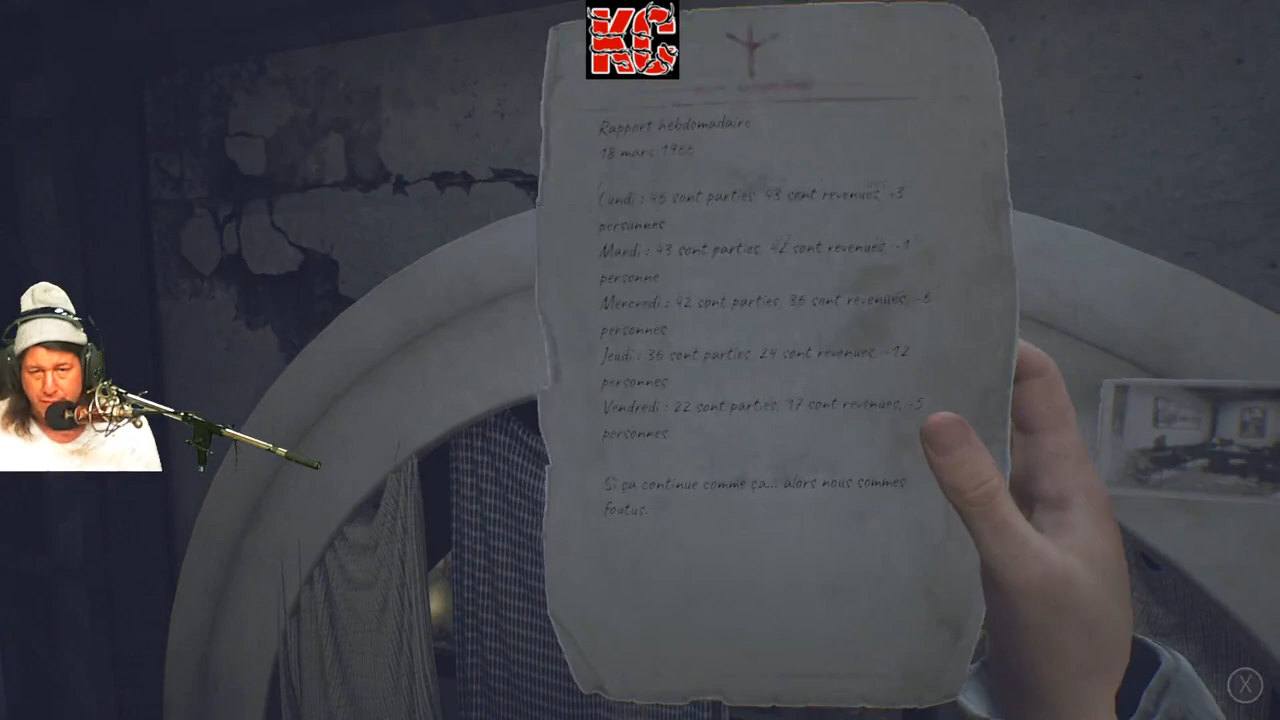 KC
Rapport hebdomadaire
18 mars 1966
Lundi : 46 sont parties, 43 sont revenues, -3
personnes
Mardi : 43 sont parties, 42 sont revenues, -1
personne
Mercredi : 42 sont parties, 36 sont revenues, -6
personnes
Jeudi : 36 sont parties, 24 sont revenues, -12
personnes
Vendredi : 22 sont parties, 17 sont revenues, -5
personnes
Si ça continue comme ça... alors nous sommes
foutus.
X